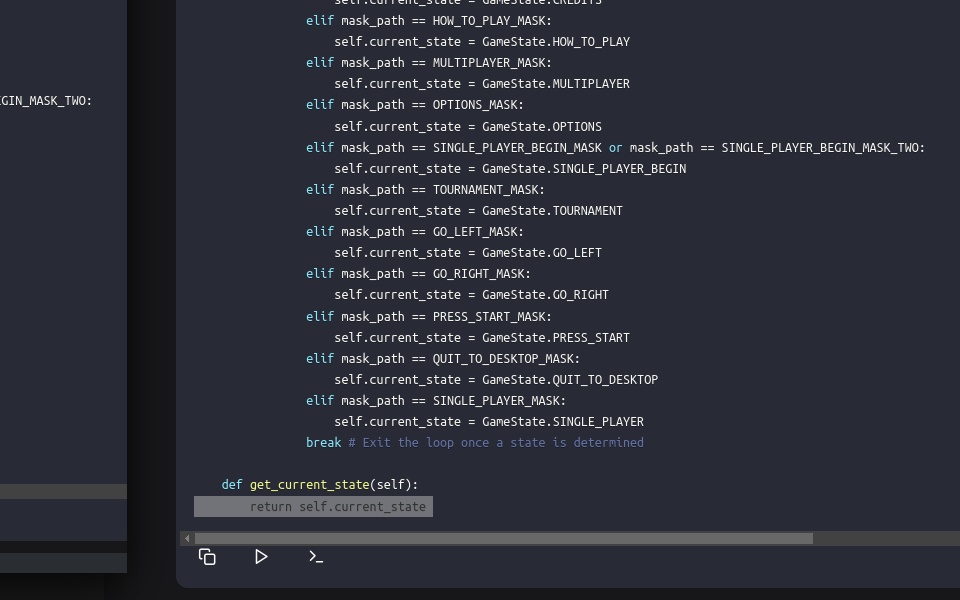 self.current_state = GameState.CREDITS
elif mask_path == HOW_TO_PLAY_MASK:
self.current_state = GameState.HOW_TO_PLAY
elif mask_path == MULTIPLAYER_MASK:
self.current_state = GameState.MULTIPLAYER
elif mask_path == OPTIONS_MASK:
GIN_MASK_TWO:
self.current_state = GameState.OPTIONS
elif mask_path == SINGLE_PLAYER_BEGIN_MASK or mask_path == SINGLE_PLAYER_BEGIN_MASK_TWO:
self.current_state = GameState.SINGLE_PLAYER_BEGIN
elif mask_path == TOURNAMENT_MASK:
self.current_state = GameState.TOURNAMENT
elif mask_path == GO_LEFT_MASK:
self.current_state = GameState.GO_LEFT
elif mask_path == GO_RIGHT_MASK:
self.current_state = GameState.GO_RIGHT
elif mask_path == PRESS_START_MASK:
self.current_state = GameState.PRESS_START
elif mask_path == QUIT_TO_DESKTOP_MASK:
self.current_state = GameState.QUIT_TO_DESKTOP
elif mask_path == SINGLE_PLAYER_MASK:
self.current_state = GameState.SINGLE_PLAYER
break # Exit the loop once a state is determined
def get_current_state(self):
return self.current_state